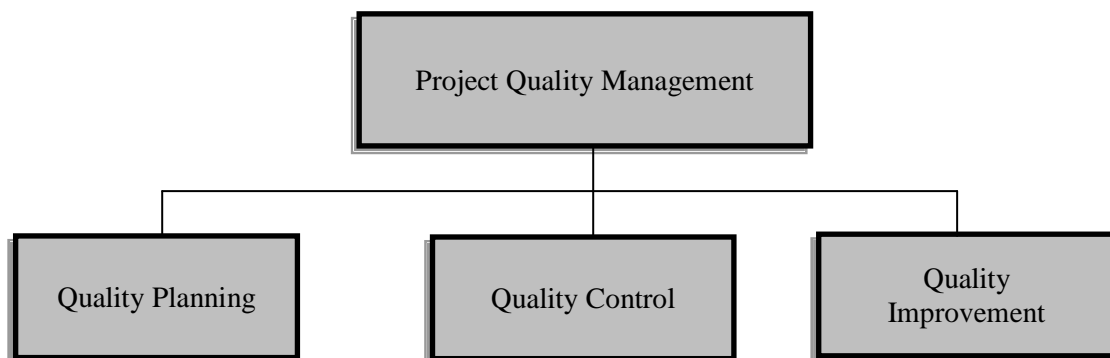 Project Quality Management
Quality Planning
Quality Control
Quality
Improvement